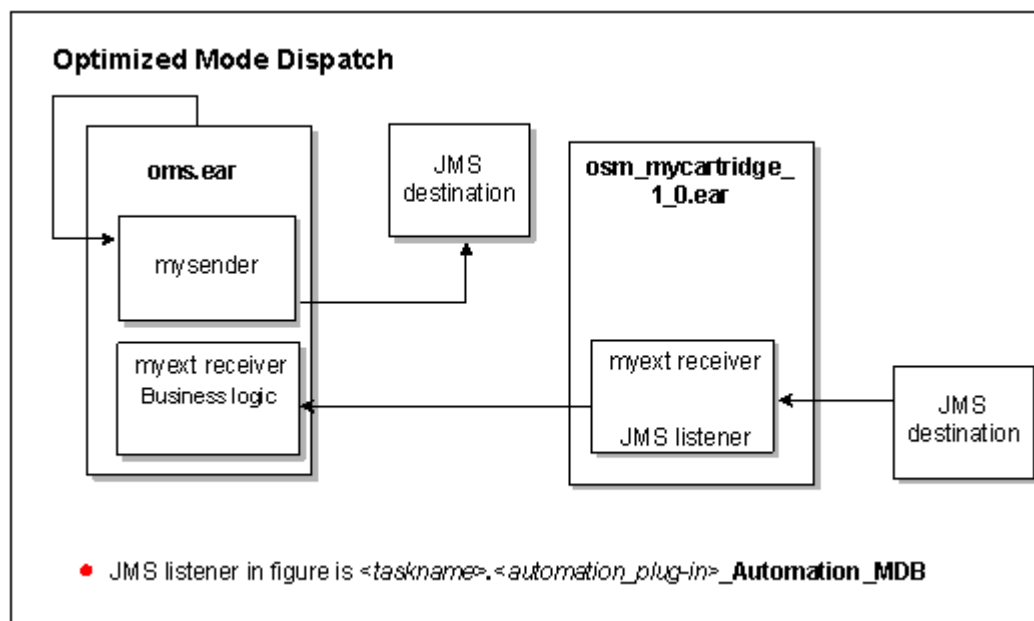 Optimized Mode Dispatch
oms.ear
mysender
myext receiver
Business logic
JMS
destination
osm_mycartridge_
1_0.ear
myext receiver
JMS listener
JMS
destination
JMS listener in figure is <taskname>.<automation_plug-in>_Automation_MDB